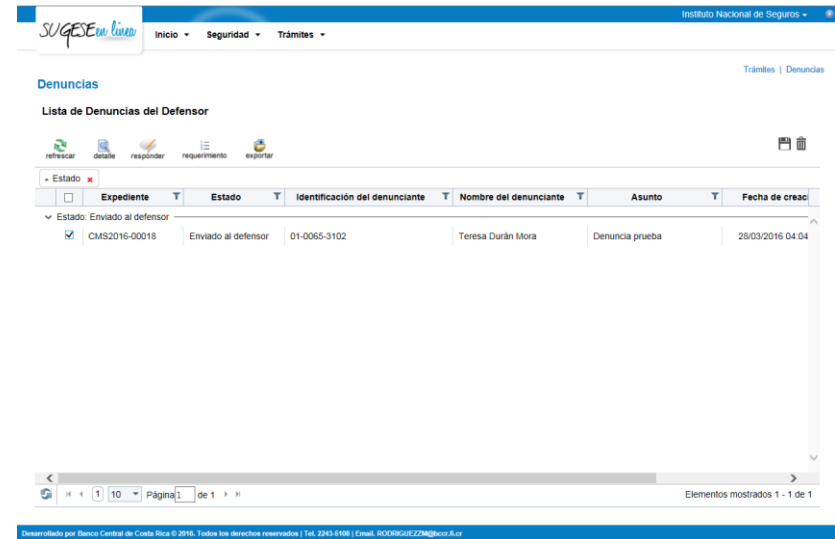 Instituto Nacional de Seguros
SUGESE en línea
Inicio Seguridad Trámites
Trámites | Denuncias
Denuncias
Lista de Denuncias del Defensor
refrescar detalle responder requerimiento exportar
Estado
Expediente Estado Identificación del denunciante Nombre del denunciante Asunto Fecha de creaci
Estado: Enviado al defensor
CMS2016-00018 Enviado al defensor 01-0065-3102 Teresa Durán Mora Denuncia prueba 28/03/2016 04:04
1 10 Página 1 de 1 Elementos mostrados 1 - 1 de 1
Desarrollado por Banco Central de Costa Rica © 2016. Todos los derechos reservados | Tel. 2243-5108 | Email. RODRIGUEZZM@bccr.fi.cr